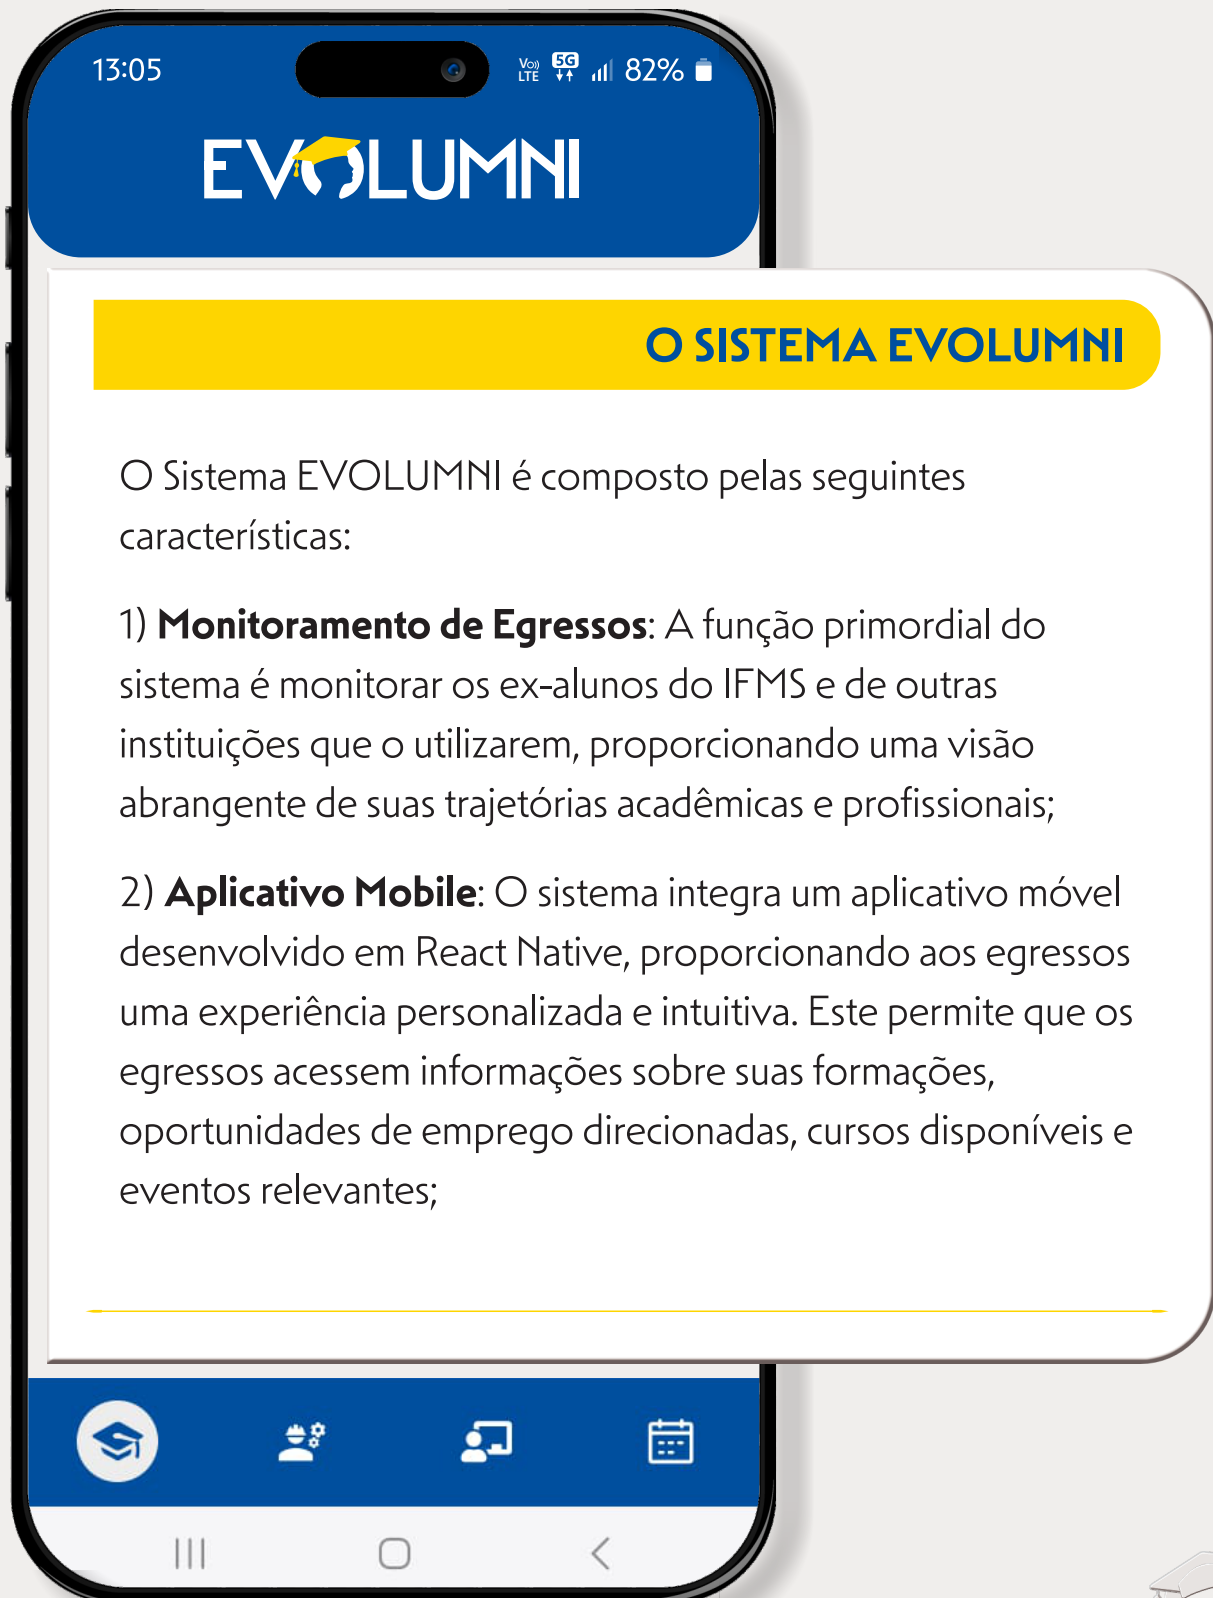 13:05
Vo)) LTE 5G 82%
EVOLUMNI
O SISTEMA EVOLUMNI
O Sistema EVOLUMNI é composto pelas seguintes
características:
1) Monitoramento de Egressos: A função primordial do
sistema é monitorar os ex-alunos do IFMS e de outras
instituições que o utilizarem, proporcionando uma visão
abrangente de suas trajetórias acadêmicas e profissionais;
2) Aplicativo Mobile: O sistema integra um aplicativo móvel
desenvolvido em React Native, proporcionando aos egressos
uma experiência personalizada e intuitiva. Este permite que os
egressos acessem informações sobre suas formações,
oportunidades de emprego direcionadas, cursos disponíveis e
eventos relevantes;